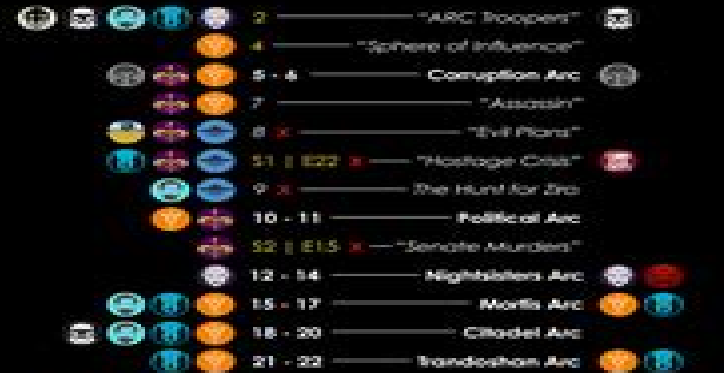 2 "ARC Troopers"
4 "Sphere of Influence"
5 - 6 Corruption Arc
7 "Assassin"
8 x "Evil Plans"
S1 | E22 x "Hostage Crisis"
9 x The Hunt for Ziro
10 - 11 Political Arc
S2 | E15 x "Senate Murders"
12 - 14 Nightsisters Arc
15 - 17 Mortis Arc
18 - 20 Citadel Arc
21 - 22 Trandoshan Arc